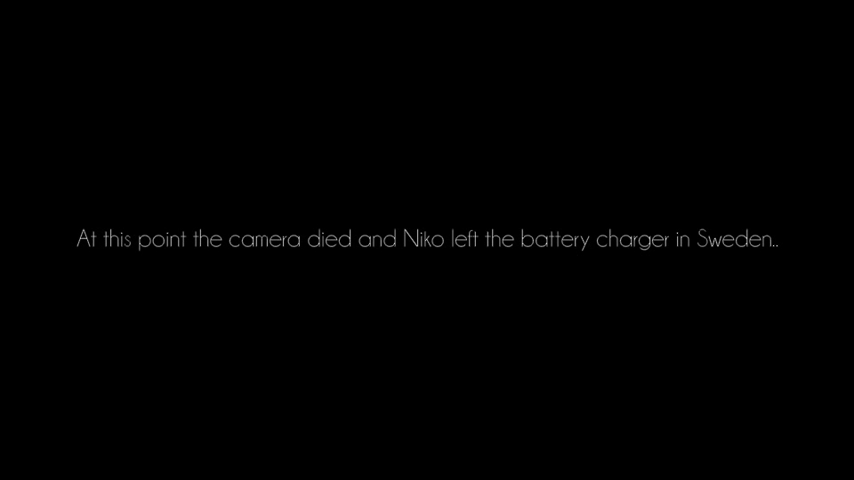 At this point the camera died and Niko left the battery charger in Sweden..